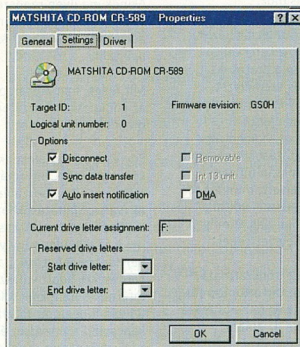 MATSHITA CD-ROM CR-589 Properties
General Settings Driver
MATSHITA CD-ROM CR-589
Target ID: 1 Firmware revision: GS0H
Logical unit number: 0
Options
Disconnect Removable
Sync data transfer Int 13 unit
Auto insert notification DMA
Current drive letter assignment: F:
Reserved drive letters
Start drive letter:
End drive letter:
OK Cancel